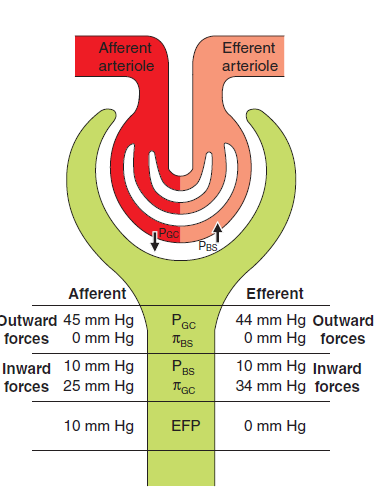 Afferent arteriole
Efferent arteriole
PGC
PBS
Afferent Efferent
Outward 45 mm Hg PGC 44 mm Hg Outward
forces 0 mm Hg πBS 0 mm Hg forces
Inward 10 mm Hg PBS 10 mm Hg Inward
forces 25 mm Hg πGC 34 mm Hg forces
10 mm Hg EFP 0 mm Hg